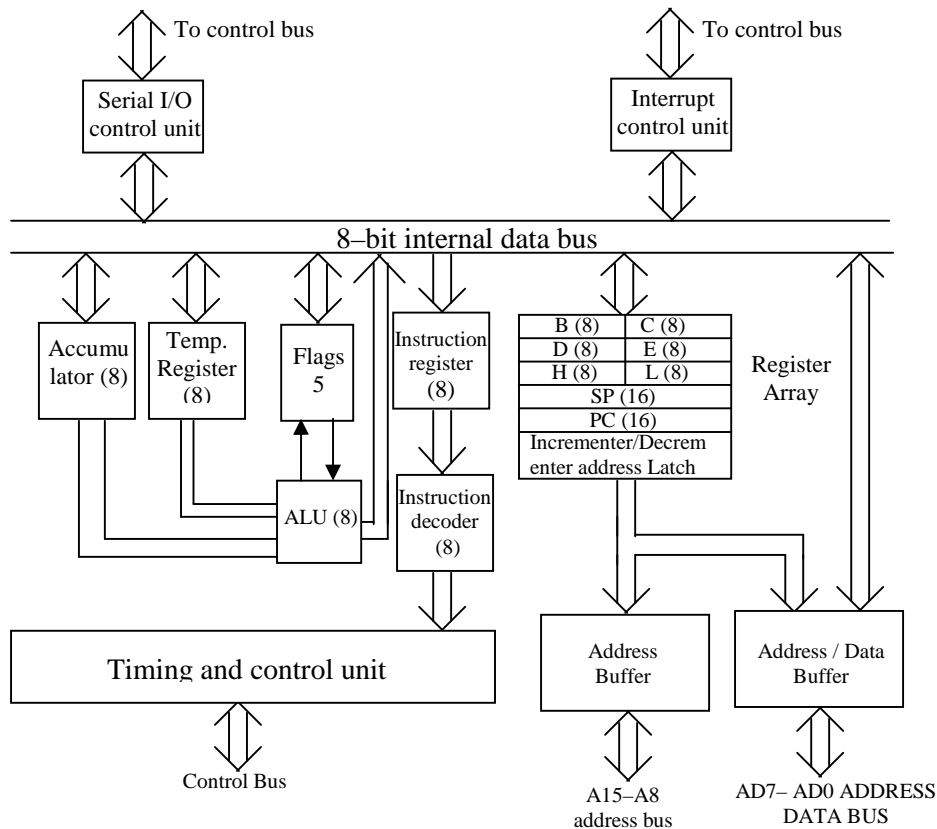 To control bus
To control bus
Serial I/O
control unit
Interrupt
control unit
8–bit internal data bus
Accumu
lator (8)
Temp.
Register
(8)
Flags
5
Instruction
register
(8)
B (8)
C (8)
D (8)
E (8)
H (8)
L (8)
SP (16)
PC (16)
Incrementer/Decrem
enter address Latch
Register
Array
ALU (8)
Instruction
decoder
(8)
Timing and control unit
Address
Buffer
Address / Data
Buffer
Control Bus
A15–A8
address bus
AD7– AD0 ADDRESS
DATA BUS